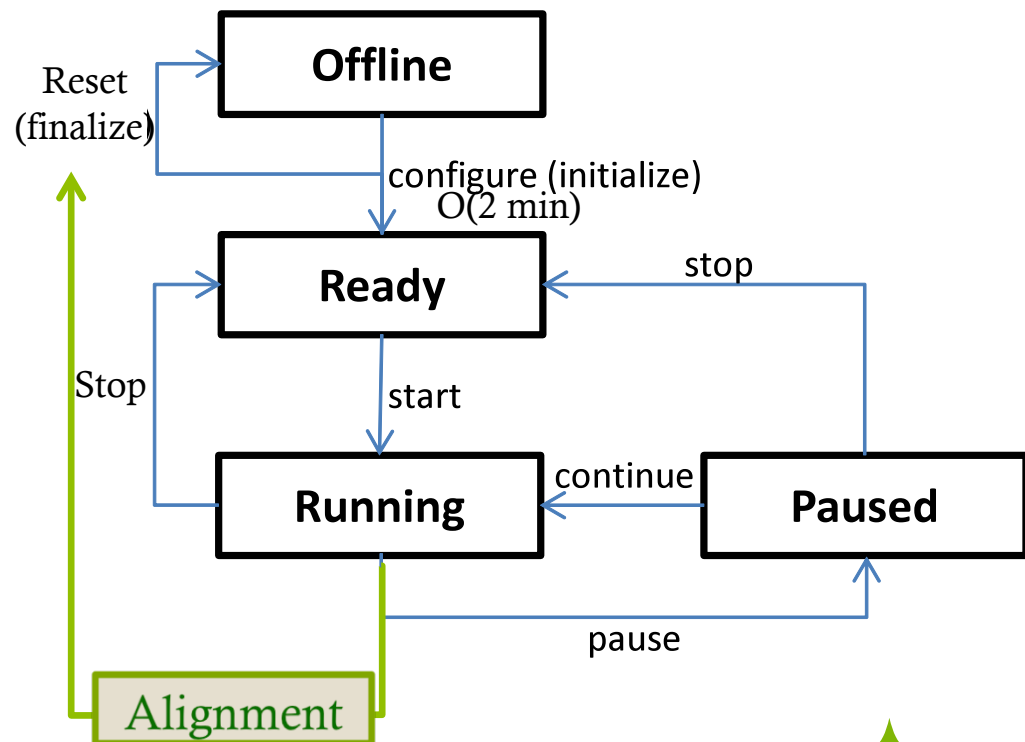 Offline
Reset
(finalize)
configure (initialize)
O(2 min)
stop
Ready
Stop
start
continue
Running
Paused
pause
Alignment